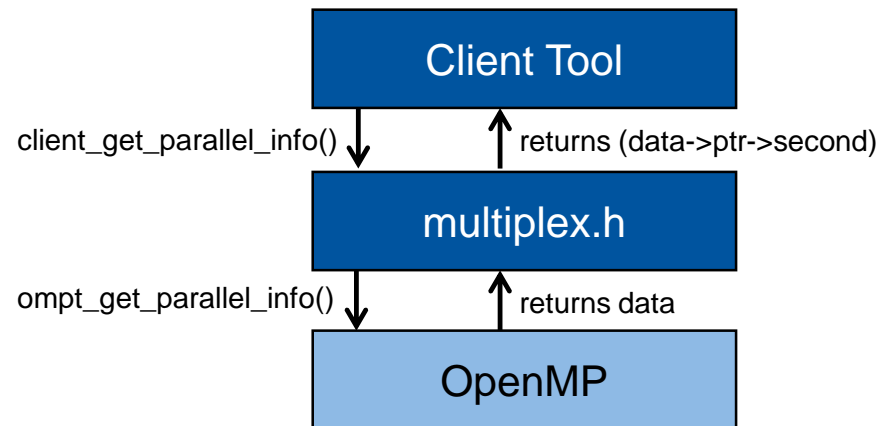 Client Tool
client_get_parallel_info()
returns (data->ptr->second)
multiplex.h
ompt_get_parallel_info()
returns data
OpenMP